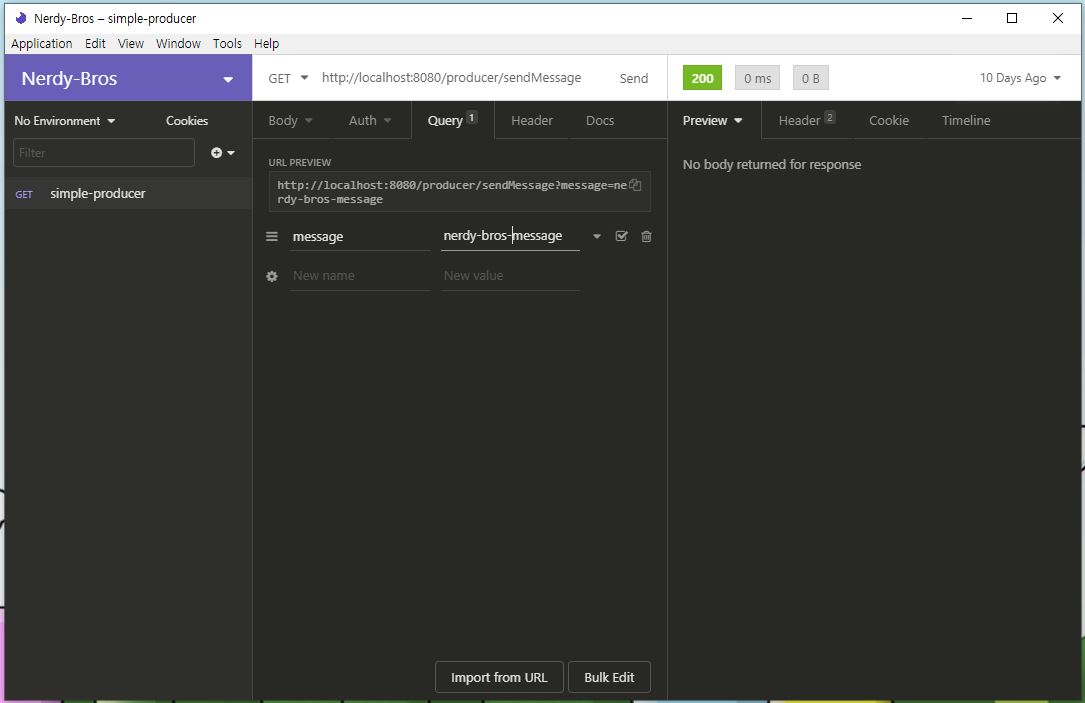 Nerdy-Bros – simple-producer
Application Edit View Window Tools Help
Nerdy-Bros
GET http://localhost:8080/producer/sendMessage Send
200 0 ms 0 B 10 Days Ago
No Environment Cookies
Body Auth Query 1 Header Docs
Preview Header 2 Cookie Timeline
Filter
URL PREVIEW
http://localhost:8080/producer/sendMessage?message=ne
rdy-bros-message
No body returned for response
GET simple-producer
message nerdy-bros-message
New name New value
Import from URL Bulk Edit